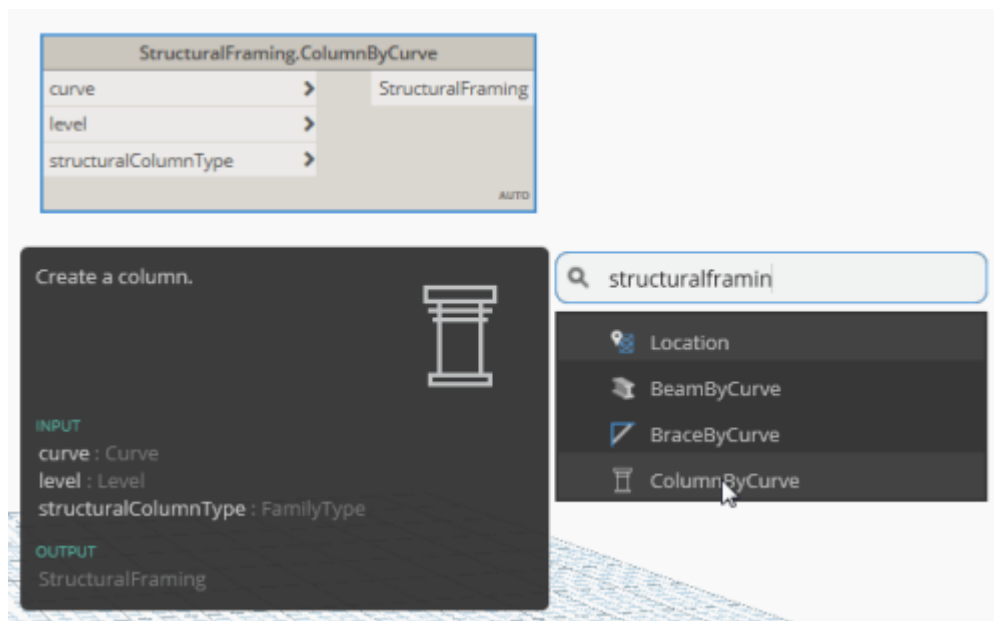 StructuralFraming.ColumnByCurve
curve > StructuralFraming
level >
structuralColumnType >
AUTO
Create a column.
INPUT
curve : Curve
level : Level
structuralColumnType : FamilyType
OUTPUT
StructuralFraming
structuralframin
Location
BeamByCurve
BraceByCurve
ColumnByCurve